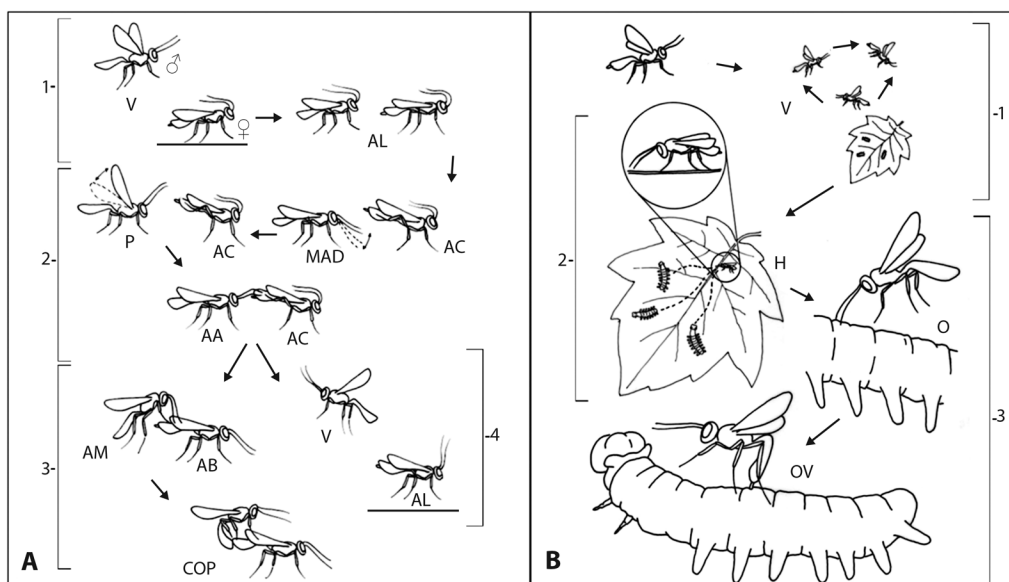 1-
♂
V
♀
AL
2-
P
AC
MAD
AC
AA
AC
3-
AM
AB
V
AL
-4
COP
A
V
-1
2-
H
O
-3
OV
B